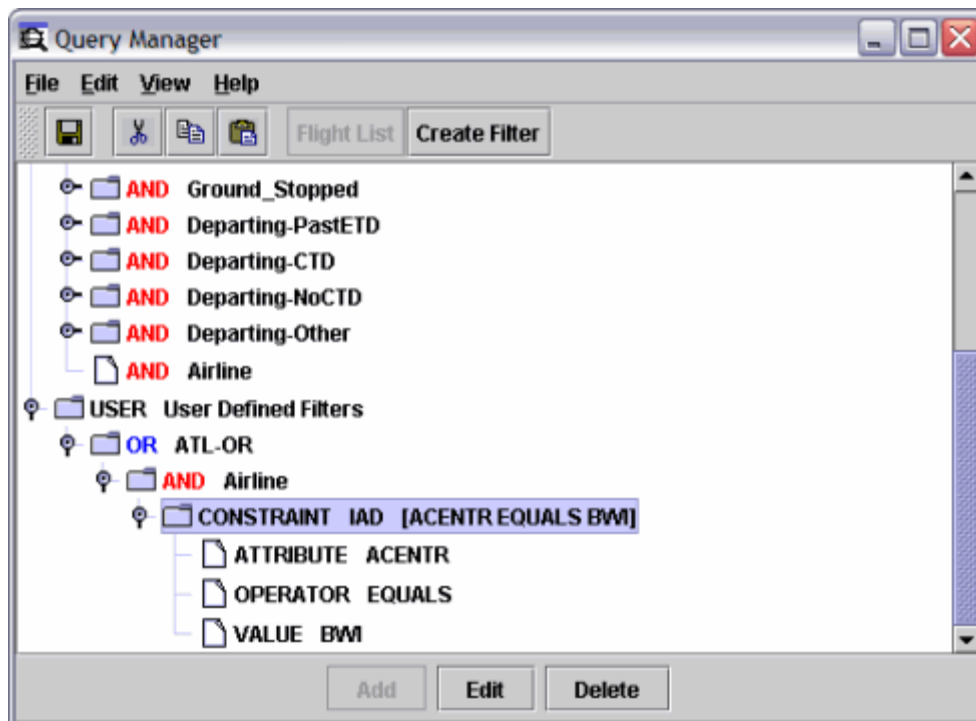 Query Manager
File Edit View Help
Flight List Create Filter
AND Ground_Stopped
AND Departing-PastETD
AND Departing-CTD
AND Departing-NoCTD
AND Departing-Other
AND Airline
USER User Defined Filters
OR ATL-OR
AND Airline
CONSTRAINT IAD [ACENTR EQUALS BWI]
ATTRIBUTE ACENTR
OPERATOR EQUALS
VALUE BWI
Add Edit Delete